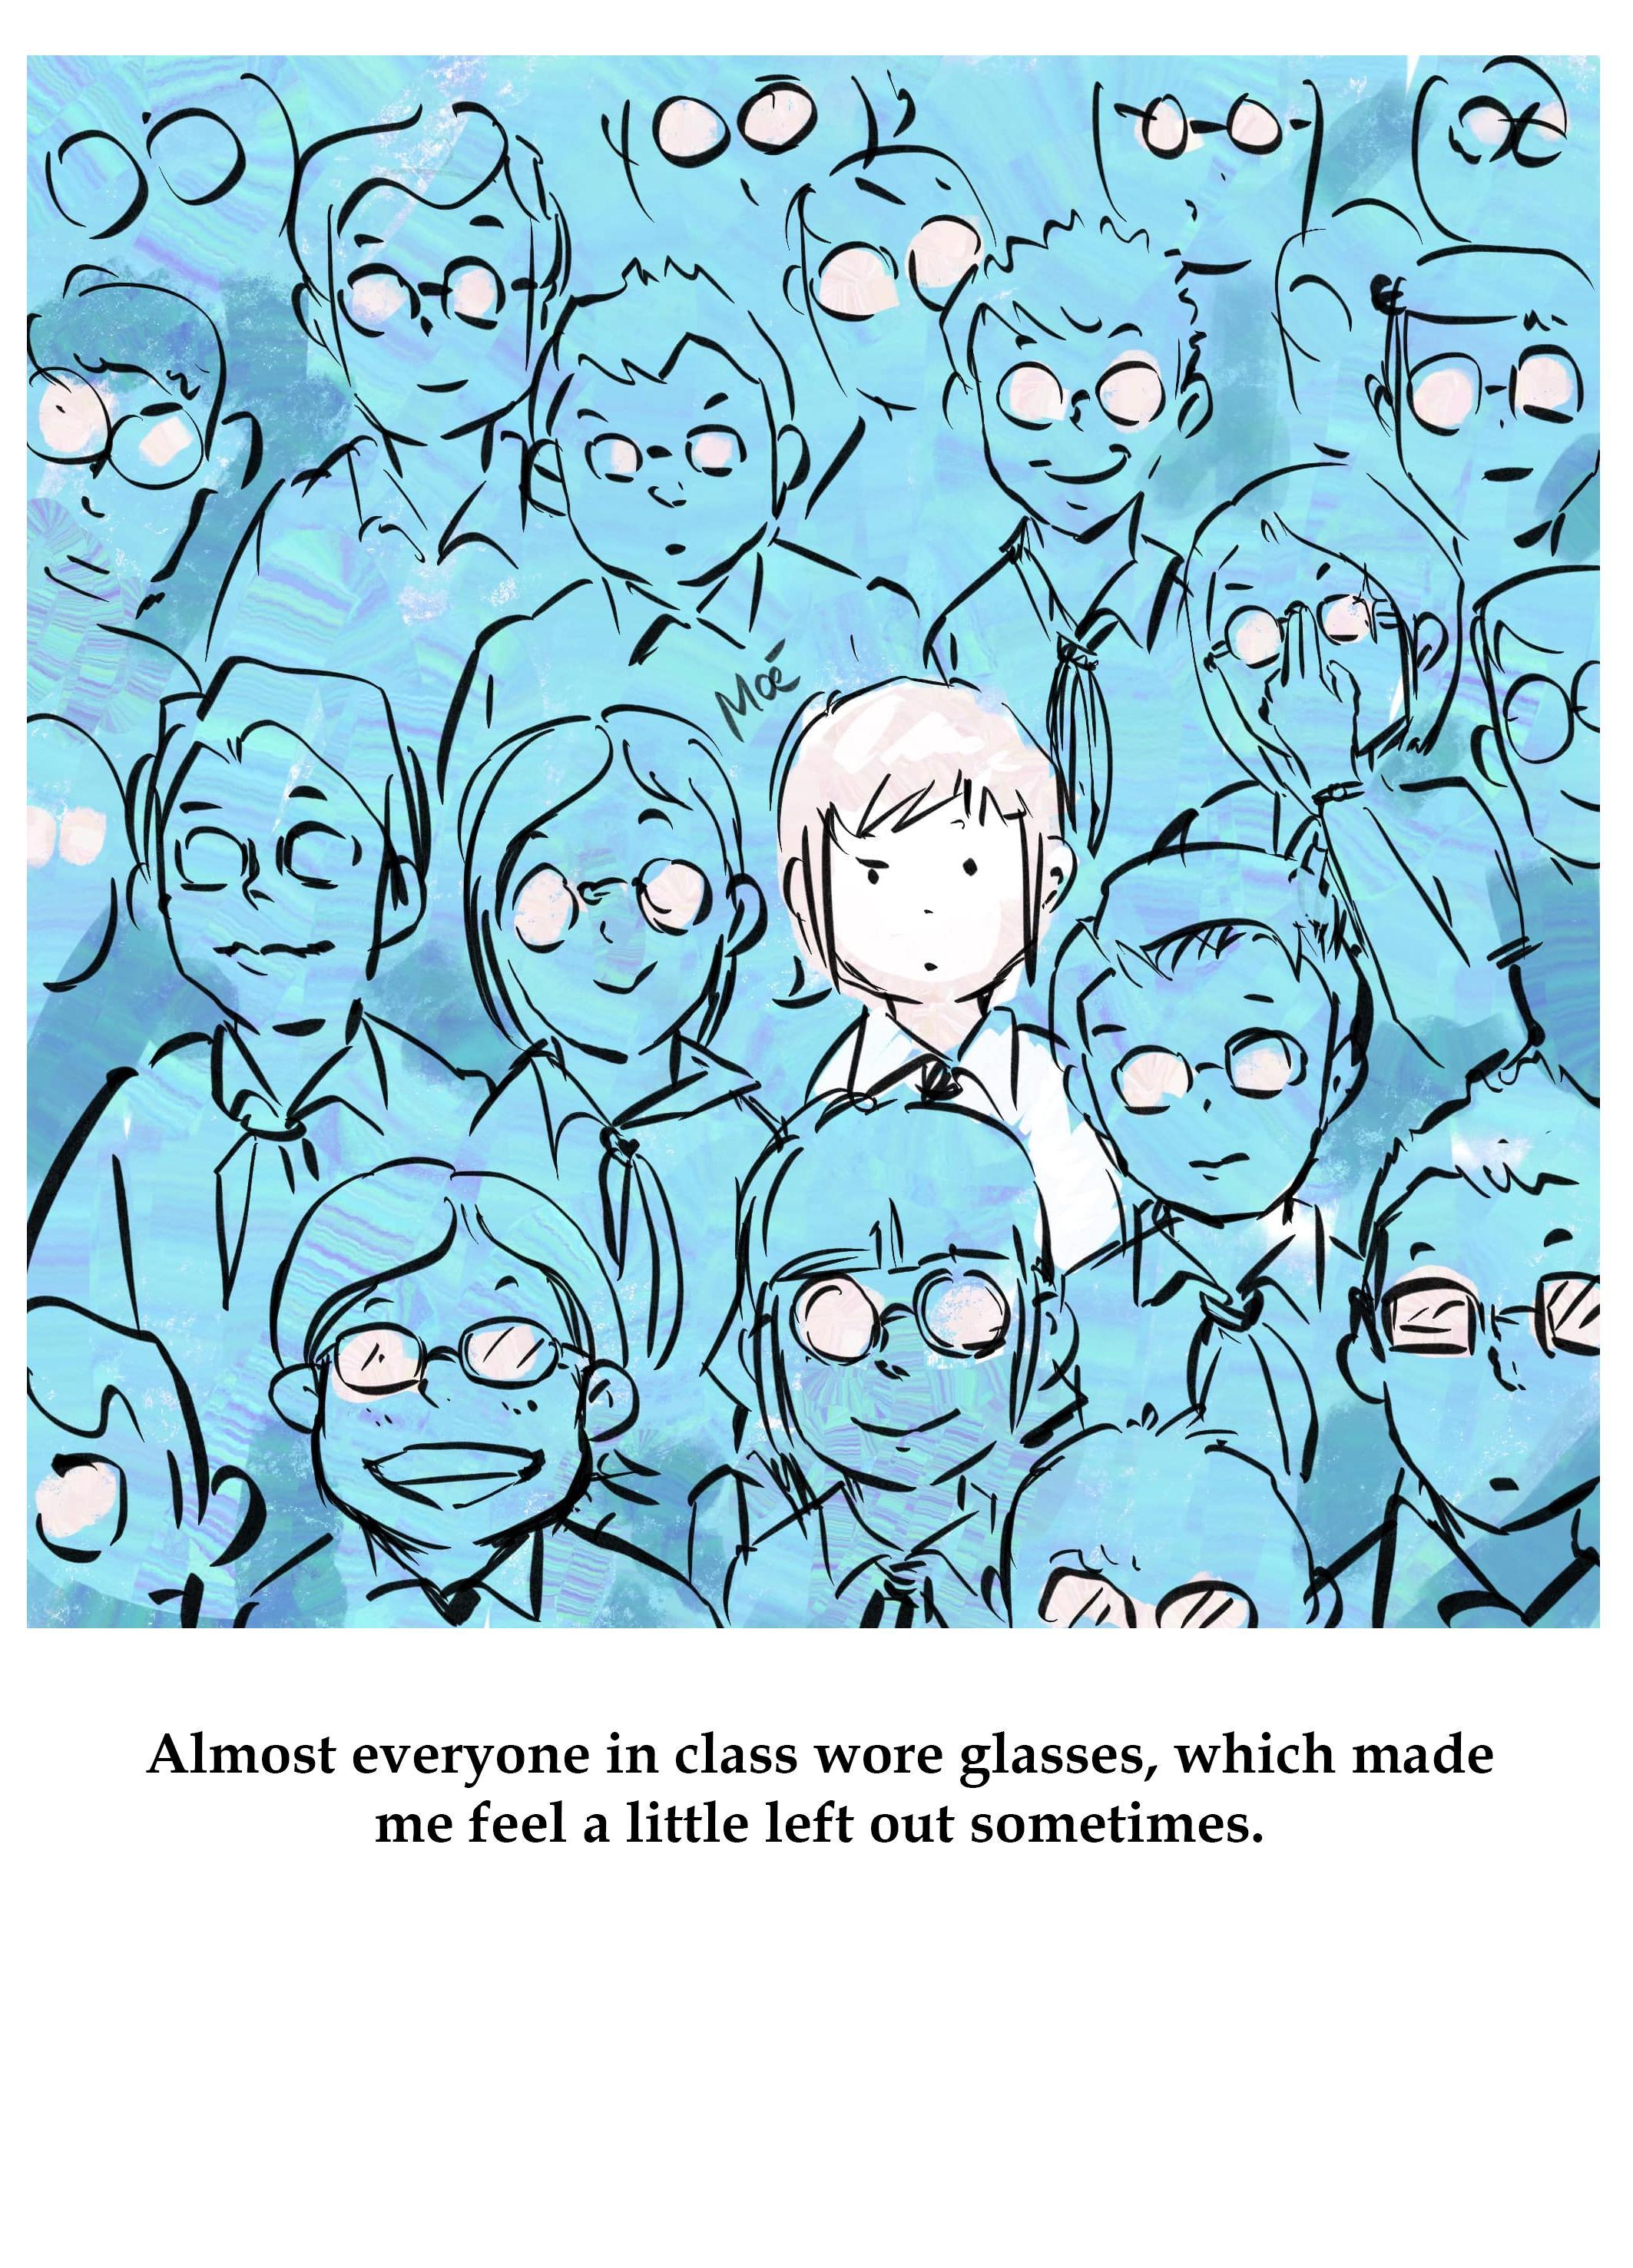 Moé
Almost everyone in class wore glasses, which made
me feel a little left out sometimes.